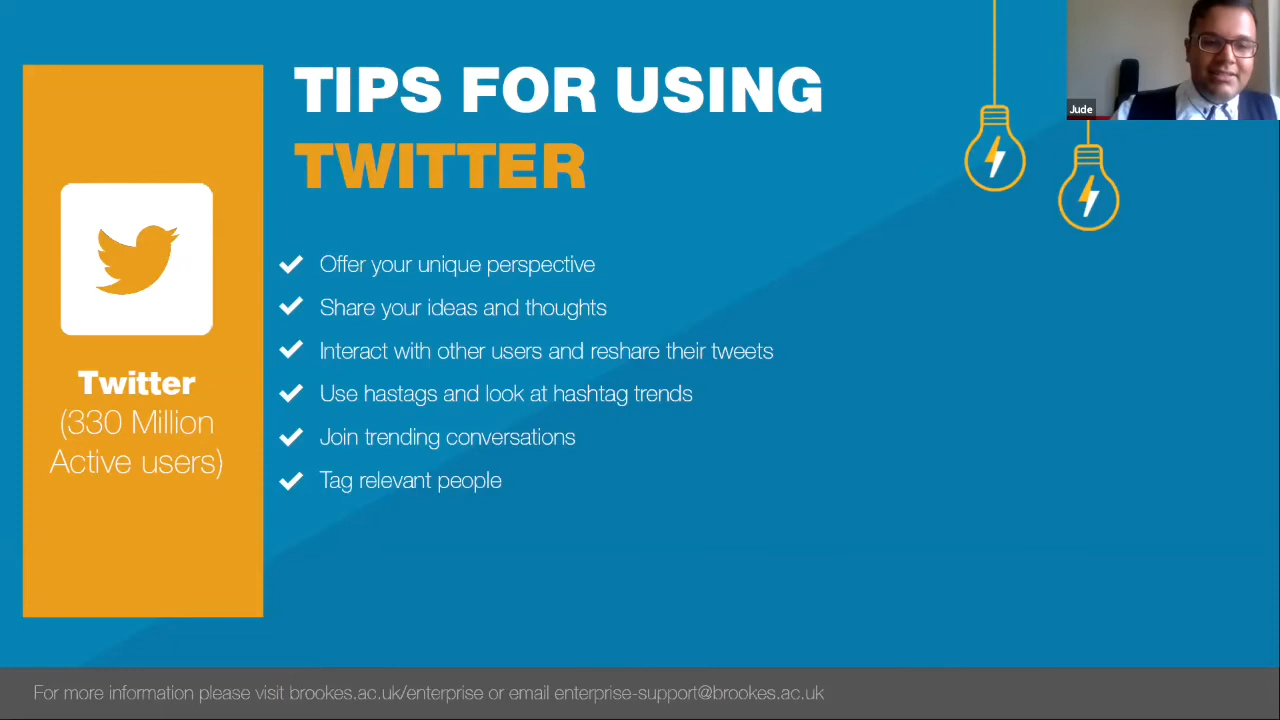 TIPS FOR USING
TWITTER
Jude
Twitter
(330 Million
Active users)
Offer your unique perspective
Share your ideas and thoughts
Interact with other users and reshare their tweets
Use hastags and look at hashtag trends
Join trending conversations
Tag relevant people
For more information please visit brookes.ac.uk/enterprise or email enterprise-support@brookes.ac.uk